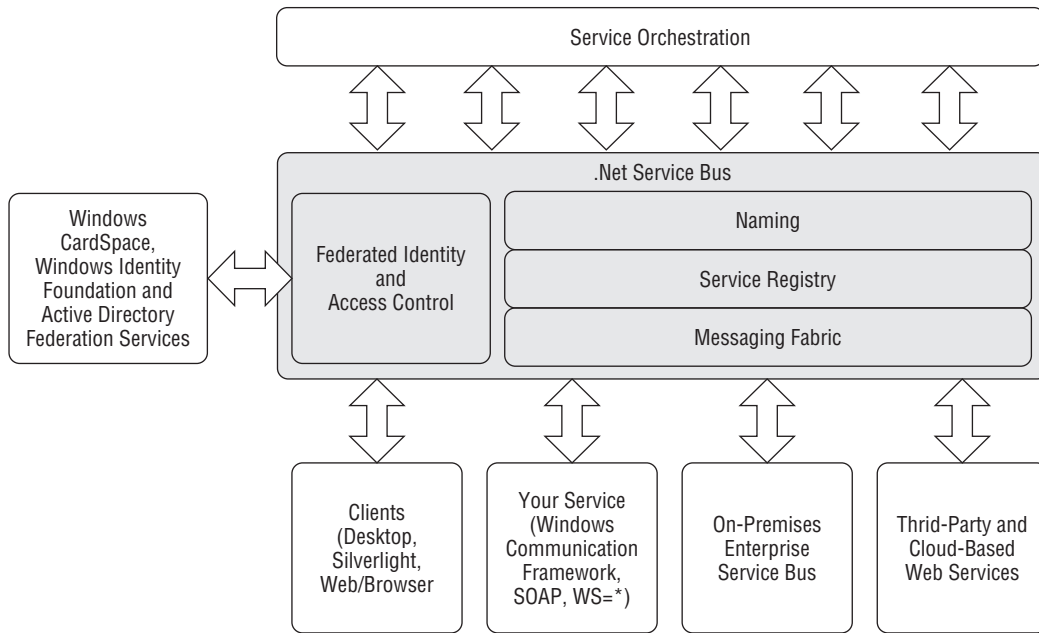 Service Orchestration
.Net Service Bus
Windows
CardSpace,
Windows Identity
Foundation and
Active Directory
Federation Services
Federated Identity
and
Access Control
Naming
Service Registry
Messaging Fabric
Clients
(Desktop,
Silverlight,
Web/Browser
Your Service
(Windows
Communication
Framework,
SOAP, WS=*)
On-Premises
Enterprise
Service Bus
Thrid-Party and
Cloud-Based
Web Services